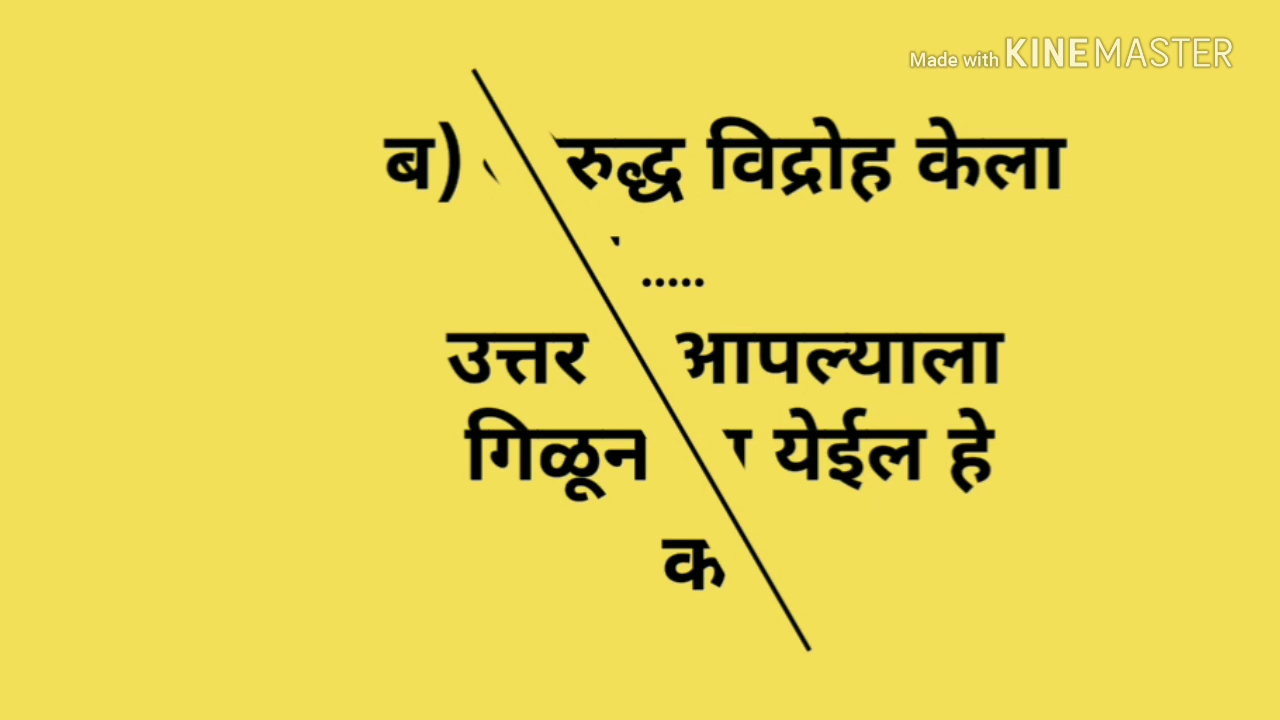 Made with KINEMASTER
ब) विद्रोह केला
.....
उत्तर आपल्याला
गिळून येईल हे